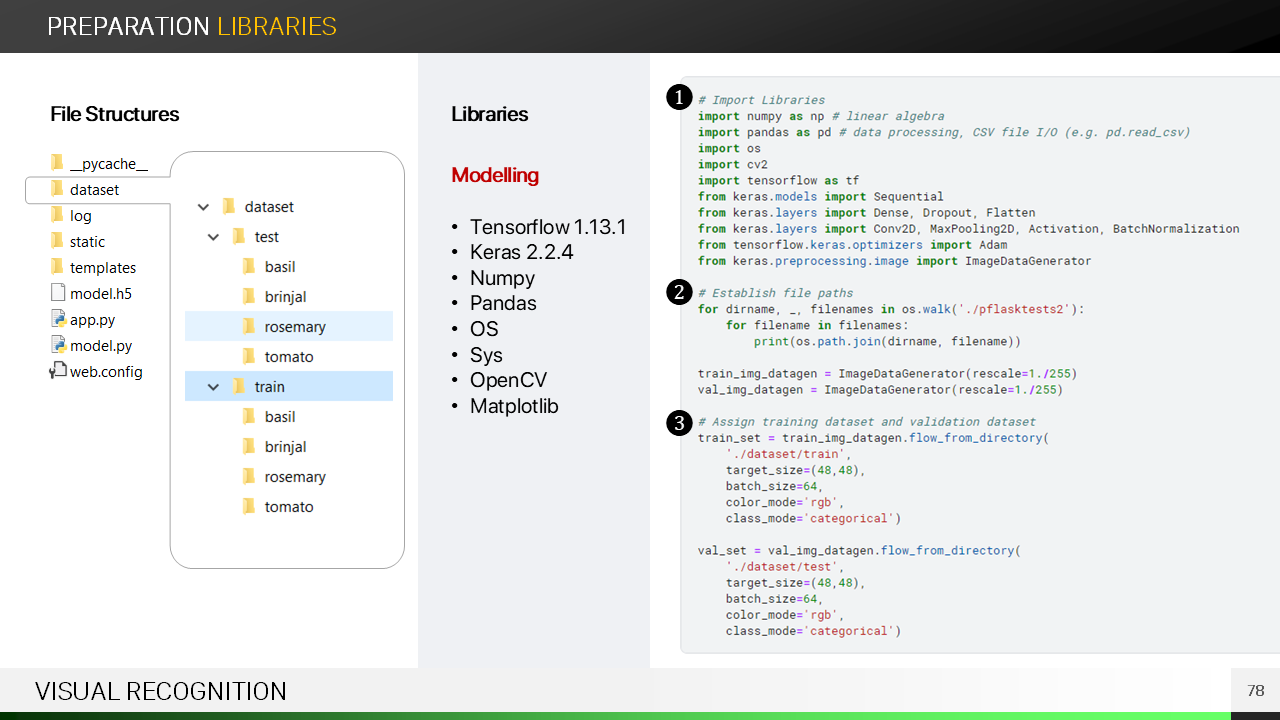 PREPARATION LIBRARIES
File Structures
__pycache__
dataset
log
static
templates
model.h5
app.py
model.py
web.config
dataset
test
basil
brinjal
rosemary
tomato
train
basil
brinjal
rosemary
tomato
Libraries
Modelling
• Tensorflow 1.13.1
• Keras 2.2.4
• Numpy
• Pandas
• OS
• Sys
• OpenCV
• Matplotlib
1
# Import Libraries
import numpy as np # linear algebra
import pandas as pd # data processing, CSV file I/O (e.g. pd.read_csv)
import os
import cv2
import tensorflow as tf
from keras.models import Sequential
from keras.layers import Dense, Dropout, Flatten
from keras.layers import Conv2D, MaxPooling2D, Activation, BatchNormalization
from tensorflow.keras.optimizers import Adam
from keras.preprocessing.image import ImageDataGenerator
2
# Establish file paths
for dirname, _, filenames in os.walk('./pflasktests2'):
    for filename in filenames:
        print(os.path.join(dirname, filename))
train_img_datagen = ImageDataGenerator(rescale=1./255)
val_img_datagen = ImageDataGenerator(rescale=1./255)
3
# Assign training dataset and validation dataset
train_set = train_img_datagen.flow_from_directory(
    './dataset/train',
    target_size=(48,48),
    batch_size=64,
    color_mode='rgb',
    class_mode='categorical')
val_set = val_img_datagen.flow_from_directory(
    './dataset/test',
    target_size=(48,48),
    batch_size=64,
    color_mode='rgb',
    class_mode='categorical')
VISUAL RECOGNITION
78